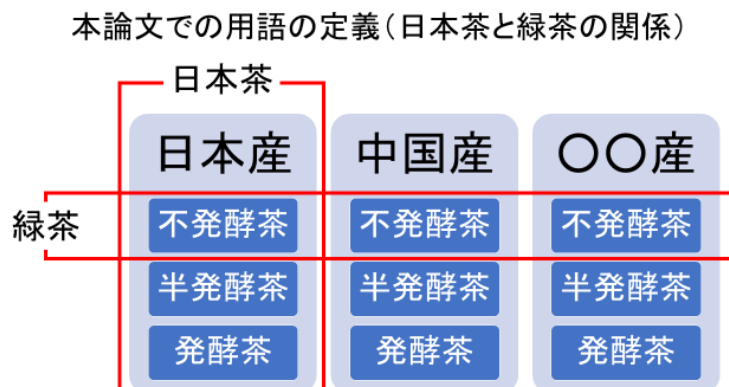 本論文での用語の定義(日本茶と緑茶の関係)
日本茶
日本産 中国産 〇〇産
緑茶 不発酵茶 不発酵茶 不発酵茶
半発酵茶 半発酵茶 半発酵茶
発酵茶 発酵茶 発酵茶